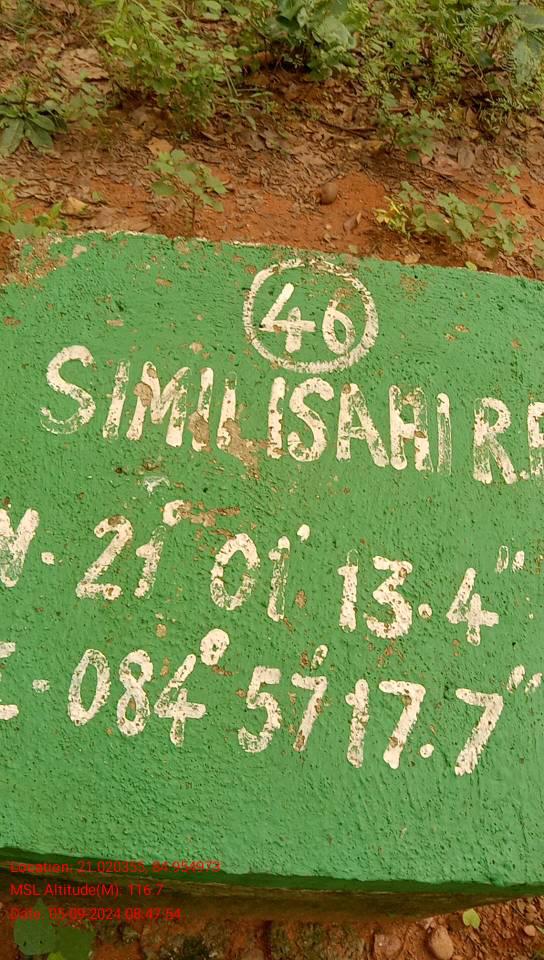 46
SIMILISAHI R.F
N. 21° 01' 13.4"
E- 084° 57' 17.7"
Location: 21.020355, 84.954973
MSL Altitude(M): 116.7
Date: 05-09-2024 08:47:54